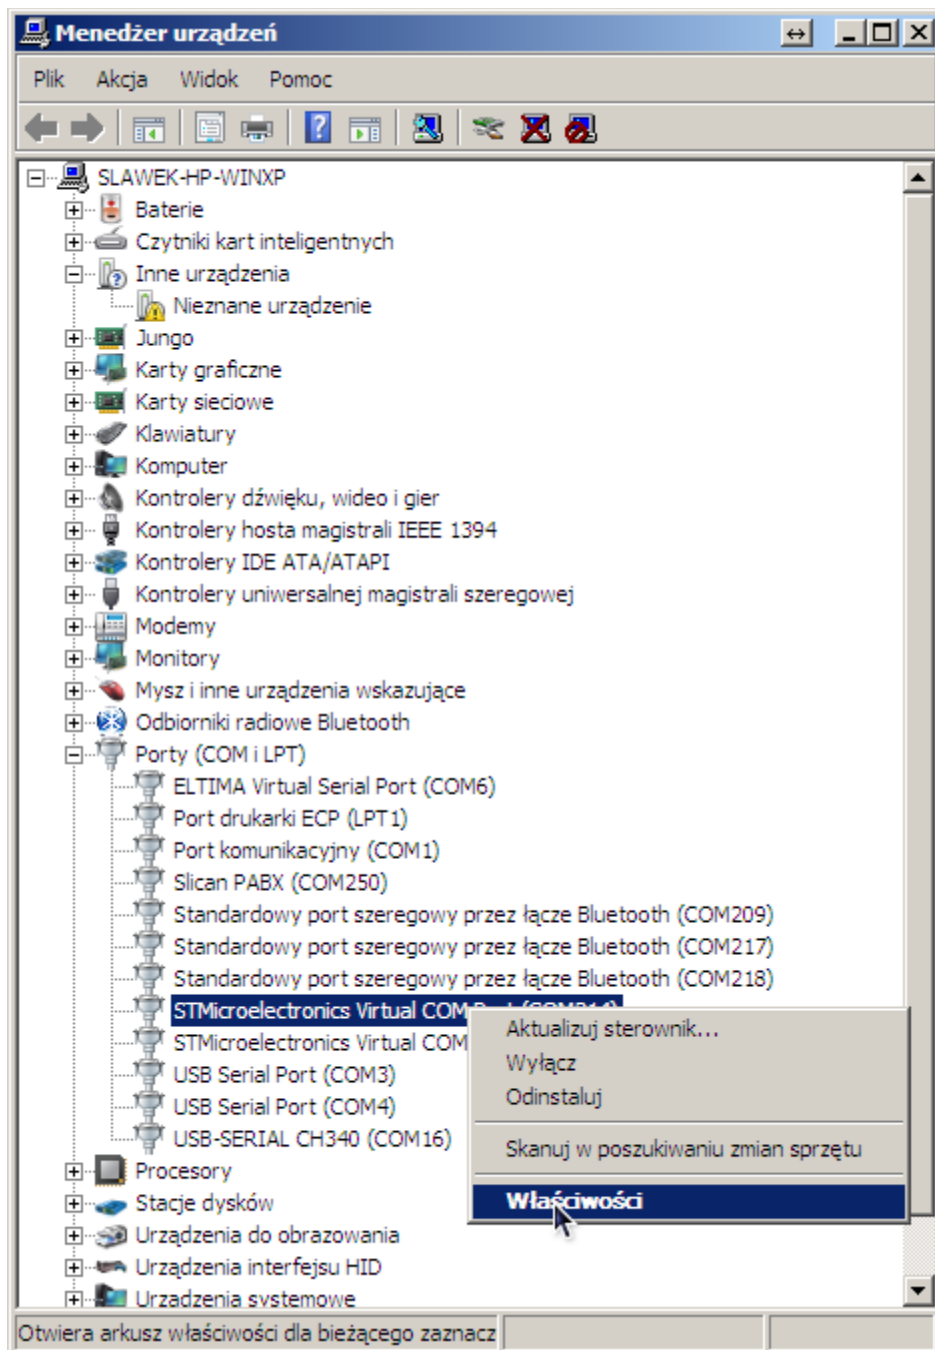 Menedżer urządzeń
Plik Akcja Widok Pomoc
SLAWEK-HP-WINXP
Baterie
Czytniki kart inteligentnych
Inne urządzenia
Nieznane urządzenie
Jungo
Karty graficzne
Karty sieciowe
Klawiatury
Komputer
Kontrolery dźwięku, wideo i gier
Kontrolery hosta magistrali IEEE 1394
Kontrolery IDE ATA/ATAPI
Kontrolery uniwersalnej magistrali szeregowej
Modemy
Monitory
Mysz i inne urządzenia wskazujące
Odbiorniki radiowe Bluetooth
Porty (COM i LPT)
ELTIMA Virtual Serial Port (COM6)
Port drukarki ECP (LPT1)
Port komunikacyjny (COM1)
Slican PABX (COM250)
Standardowy port szeregowy przez łącze Bluetooth (COM209)
Standardowy port szeregowy przez łącze Bluetooth (COM217)
Standardowy port szeregowy przez łącze Bluetooth (COM218)
STMicroelectronics Virtual COM
STMicroelectronics Virtual COM
USB Serial Port (COM3)
USB Serial Port (COM4)
USB-SERIAL CH340 (COM16)
Procesory
Stacje dysków
Urządzenia do obrazowania
Urządzenia interfejsu HID
Urządzenia systemowe
Aktualizuj sterownik...
Wyłącz
Odinstaluj
Skanuj w poszukiwaniu zmian sprzętu
Właściwości
Otwiera arkusz właściwości dla bieżącego zaznacz